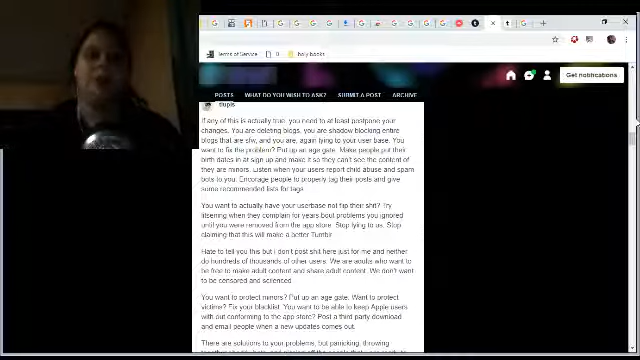 Terms of Service
0
holy books
Get notifications
POSTS WHAT DO YOU WISH TO ASK? SUBMIT A POST ARCHIVE
tlupis
If any of this is actually true, you need to at least postpone your
changes. You are deleting blogs, you are shadow blocking entire
blogs that are sfw, and you are, again lying to your user base. You
want to fix the problem? Put up an age gate. Make people put their
birth dates in at sign up and make it so they can't see the content of
they are minors. Listen when your users report child abuse and spam
bots to you. Encorage people to properly tag their posts and give
some recommended lists for tags
You want to actually have your userbase not flip their shit? Try
litsening when they complain for years bout problems you ignored
until you were removed from the app store. Stop lying to us. Stop
claiming that this will make a better Tumblr
Hate to tell you this but i don't post shit here just for me and neither
do hundreds of thousands of other users. We are adults who want to
be free to make adult content and share adult content. We don't want
to be censored and scrienced
You want to protect minors? Put up an age gate. Want to protect
victims? Fix your blacklist. You want to be able to keep Apple users
with out conforming to the app store? Post a third party download
and email people when a new updates comes out.
There are solutions to your problems, but panicking, throwing